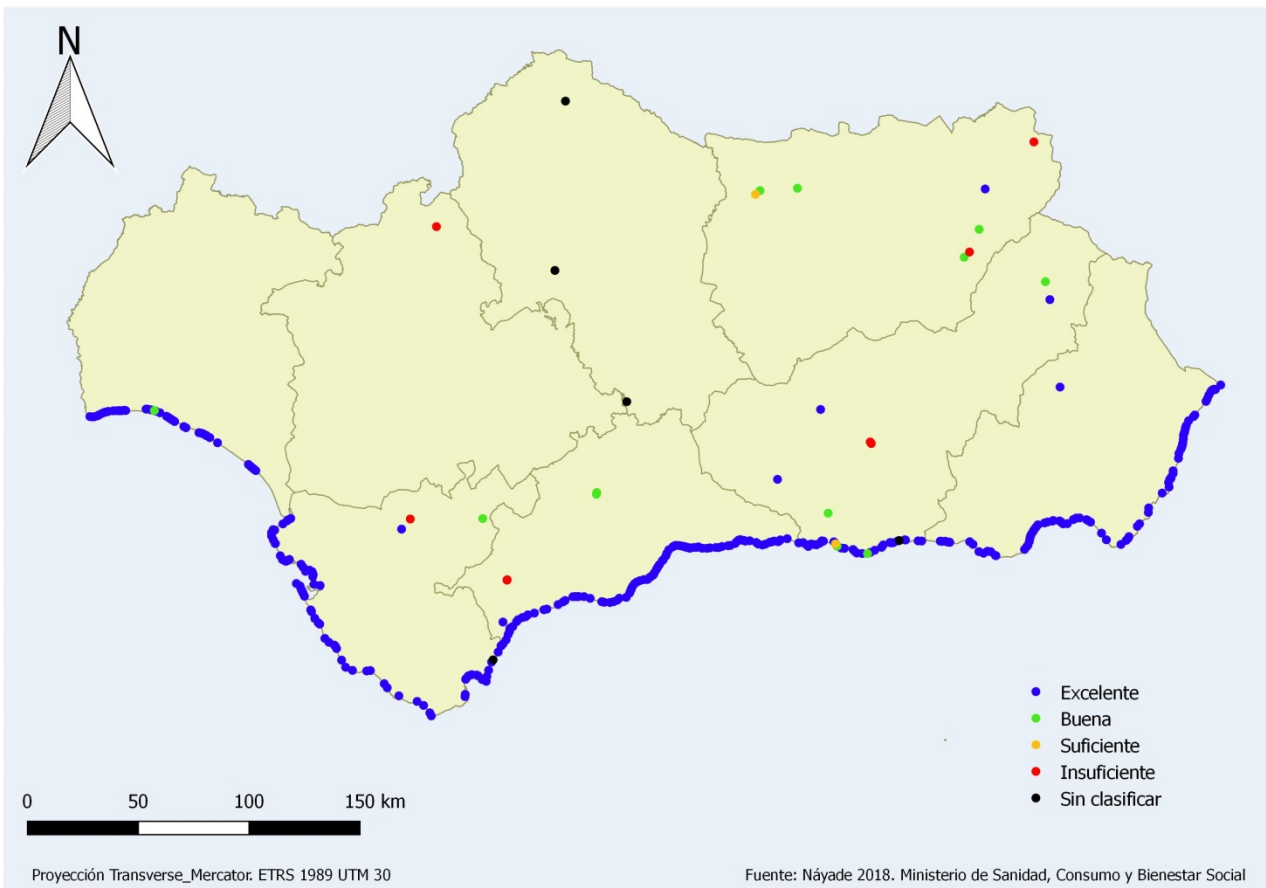 N
Excelente
Buena
Suficiente
Insuficiente
Sin clasificar
0 50 100 150 km
Proyección Transverse_Mercator. ETRS 1989 UTM 30
Fuente: Náyade 2018. Ministerio de Sanidad, Consumo y Bienestar Social